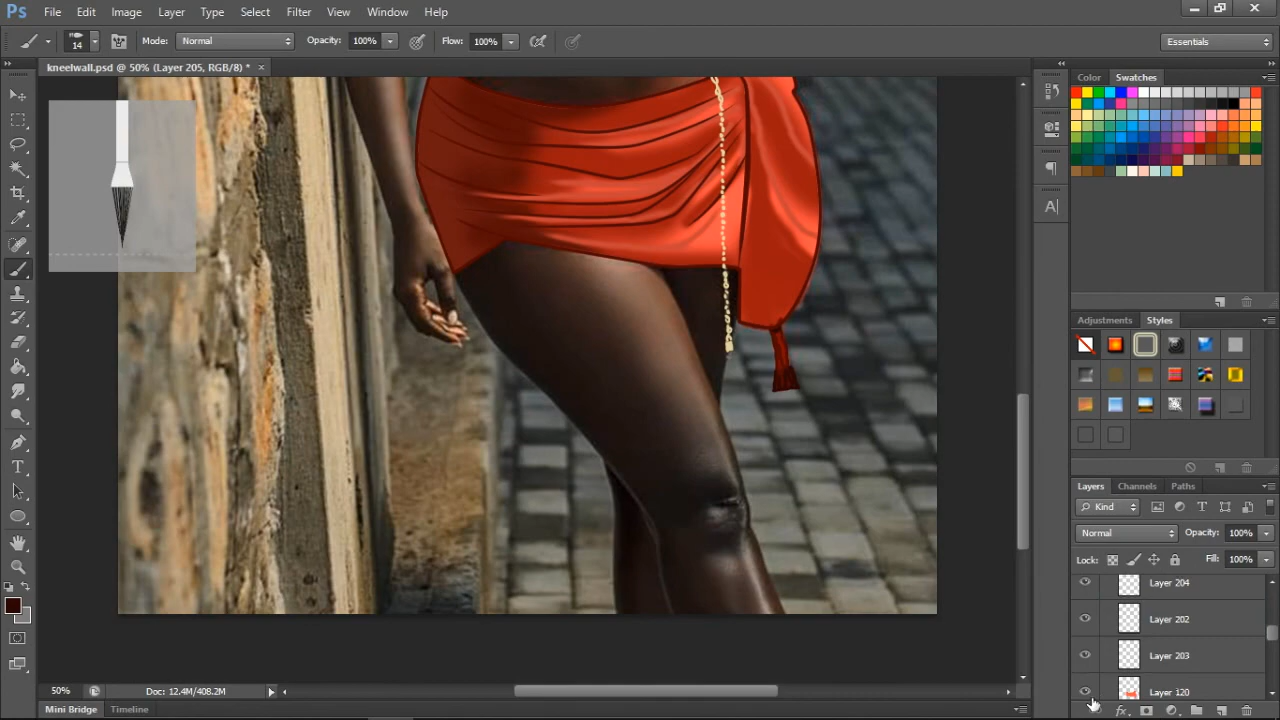 Ps File Edit Image Layer Type Select Filter View Window Help
14 Mode: Normal Opacity: 100% Flow: 100% Essentials
kneelwall.psd @ 50% (Layer 205, RGB/8) * ×
Color Swatches
Adjustments Styles
Layers Channels Paths
Kind
Normal Opacity: 100%
Lock: Fill: 100%
Layer 204
Layer 202
Layer 203
Layer 120
50% Doc: 12.4M/408.2M
Mini Bridge Timeline